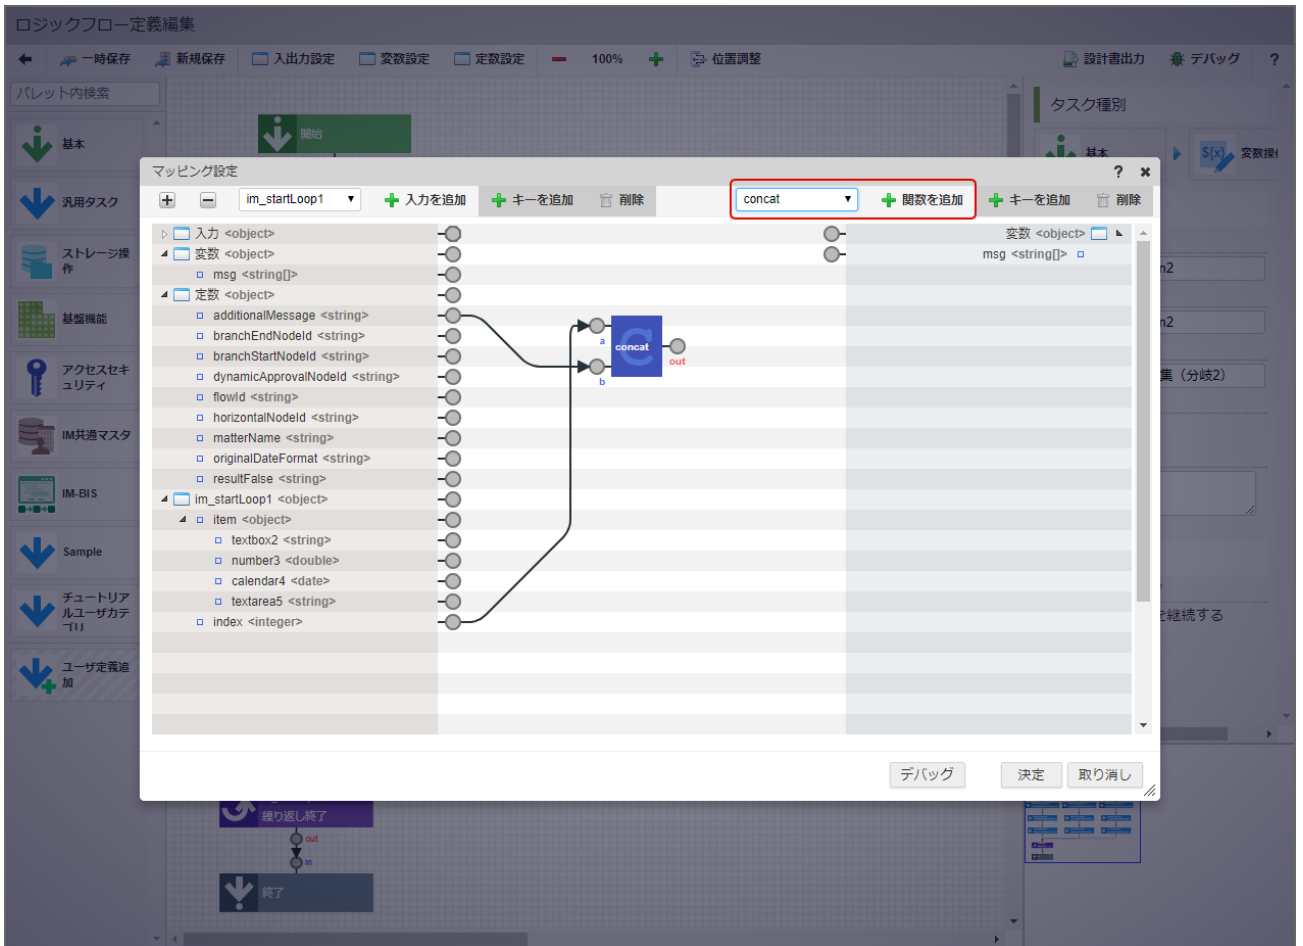 ロジックフロー定義編集
一時保存 新規保存 入出力設定 変数設定 定数設定 100% 位置調整 設計書出力 デバッグ ?
パレット内検索
基本
汎用タスク
ストレージ操
作
基盤機能
アクセスセキ
ュリティ
IM共通マスタ
IM-BIS
Sample
チュートリア
ルユーザカテ
ゴリ
ユーザ定義追
加
開始
タスク種別
基本 ${x} 変数操作
マッピング設定 ?
im_startLoop1 入力を追加 キーを追加 削除 concat 関数を追加 キーを追加 削除
入力 <object>
変数 <object>
msg <string[]>
定数 <object>
additionalMessage <string>
branchEndNodeId <string>
branchStartNodeId <string>
dynamicApprovalNodeId <string>
flowId <string>
horizontalNodeId <string>
matterName <string>
originalDateFormat <string>
resultFalse <string>
im_startLoop1 <object>
item <object>
textbox2 <string>
number3 <double>
calendar4 <date>
textarea5 <string>
index <integer>
a
concat
out
b
変数 <object>
msg <string[]>
n2
n2
集（分岐2）
を継続する
デバッグ 決定 取り消し
繰り返し終了
out
in
終了